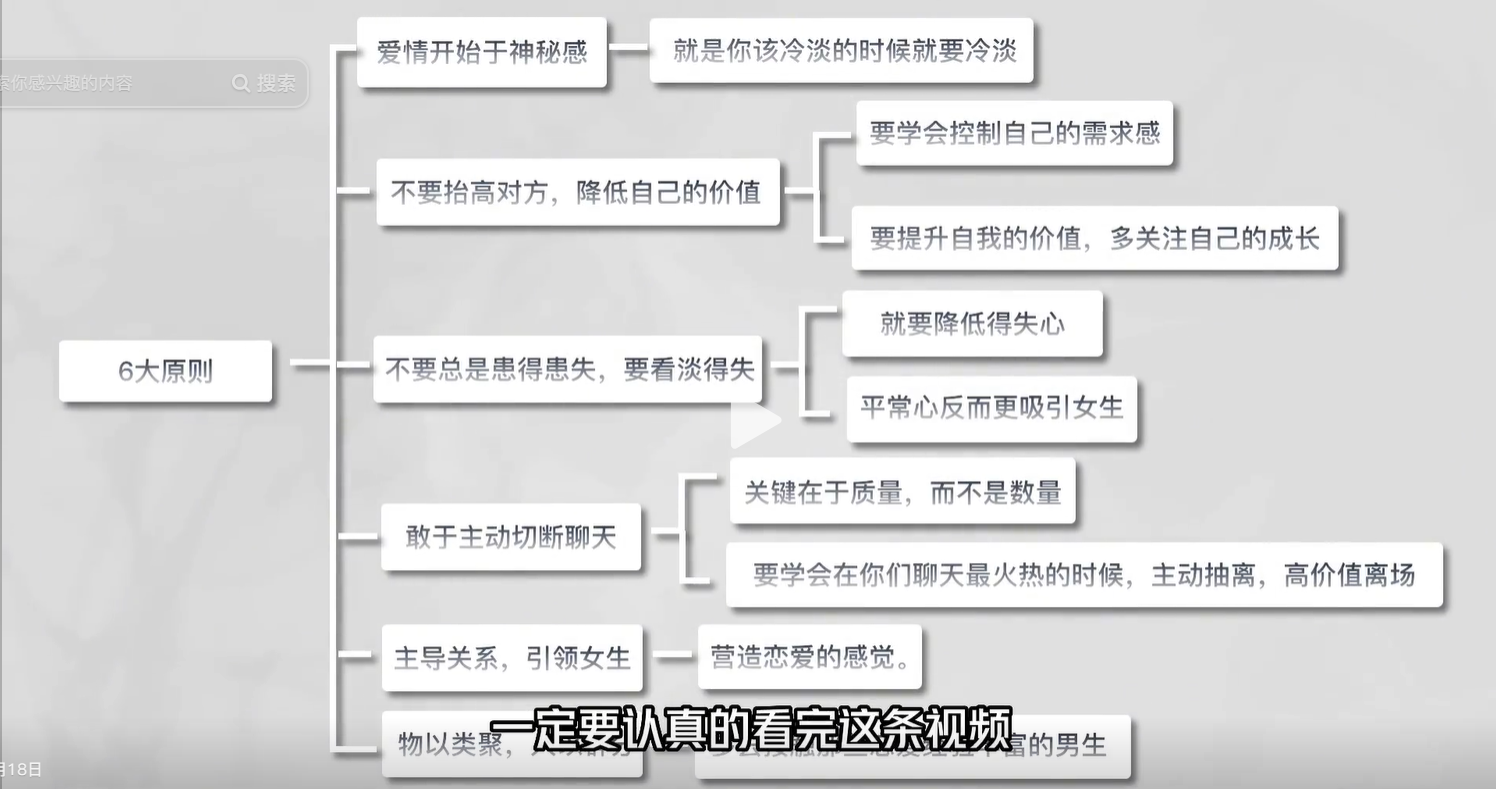 爱情开始于神秘感
就是你该冷淡的时候就要冷淡
索你感兴趣的内容
搜索
要学会控制自己的需求感
不要抬高对方，降低自己的价值
要提升自我的价值，多关注自己的成长
就要降低得失心
6大原则
不要总是患得患失，要看淡得失
平常心反而更吸引女生
关键在于质量，而不是数量
敢于主动切断聊天
要学会在你们聊天最火热的时候，主动抽离，高价值离场
主导关系，引领女生
营造恋爱的感觉。
一定要认真的看完这条视频
物以类聚，
富的男生
月18日